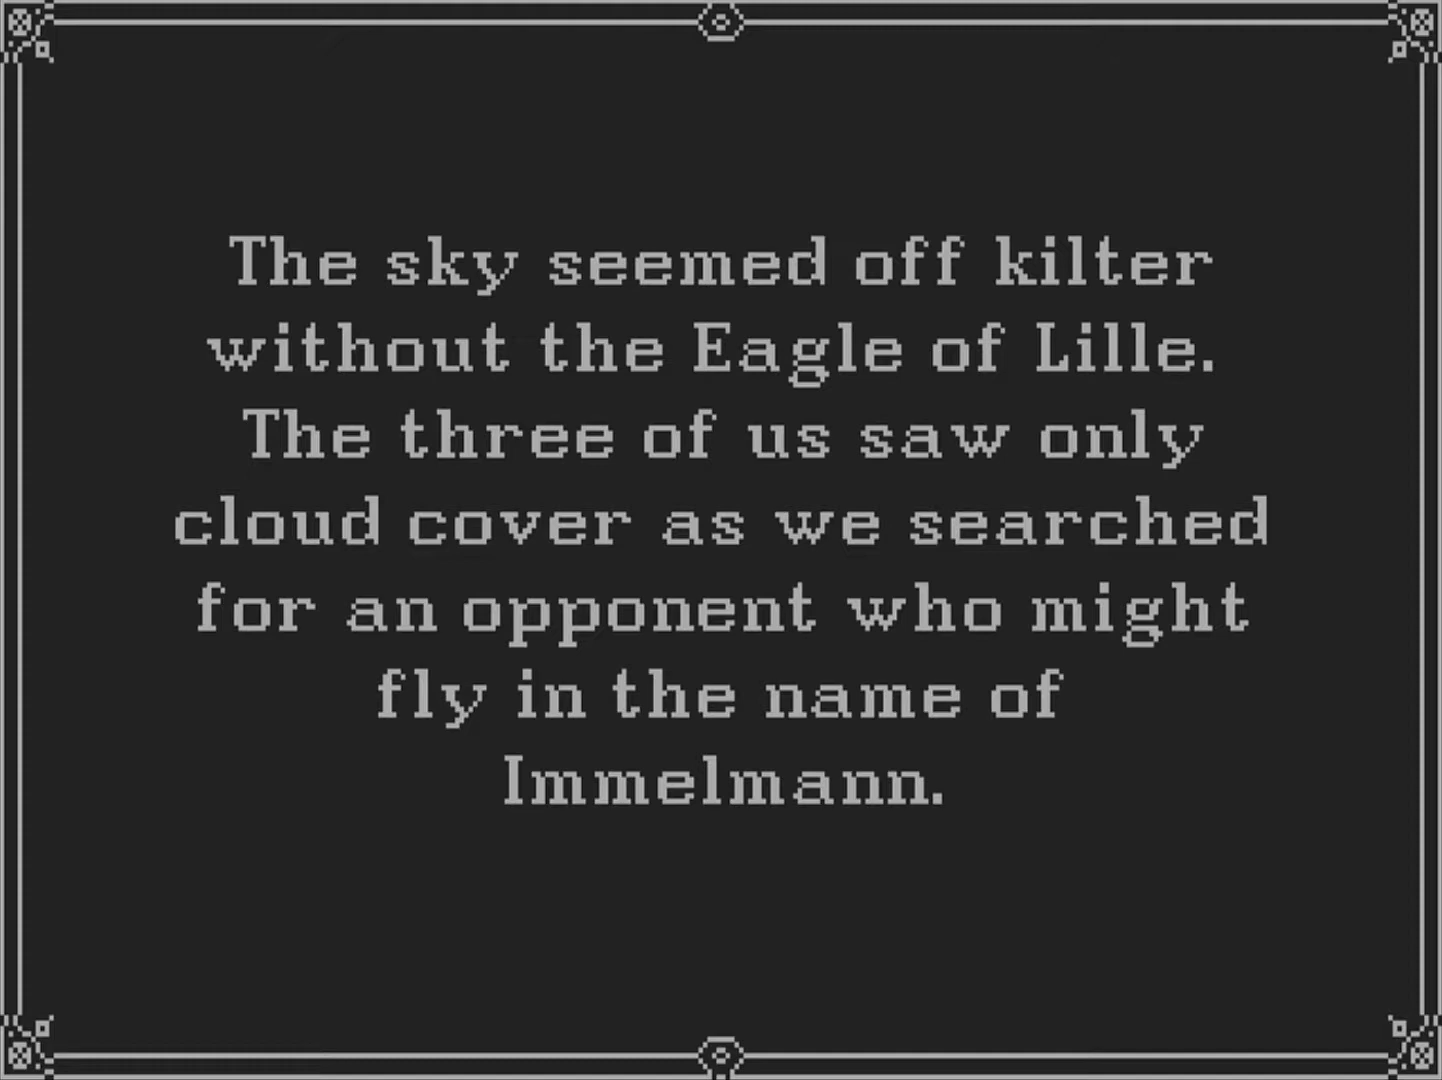 The sky seemed off kilter
without the Eagle of Lille.
The three of us saw only
cloud cover as we searched
for an opponent who might
fly in the name of
Immelmann.